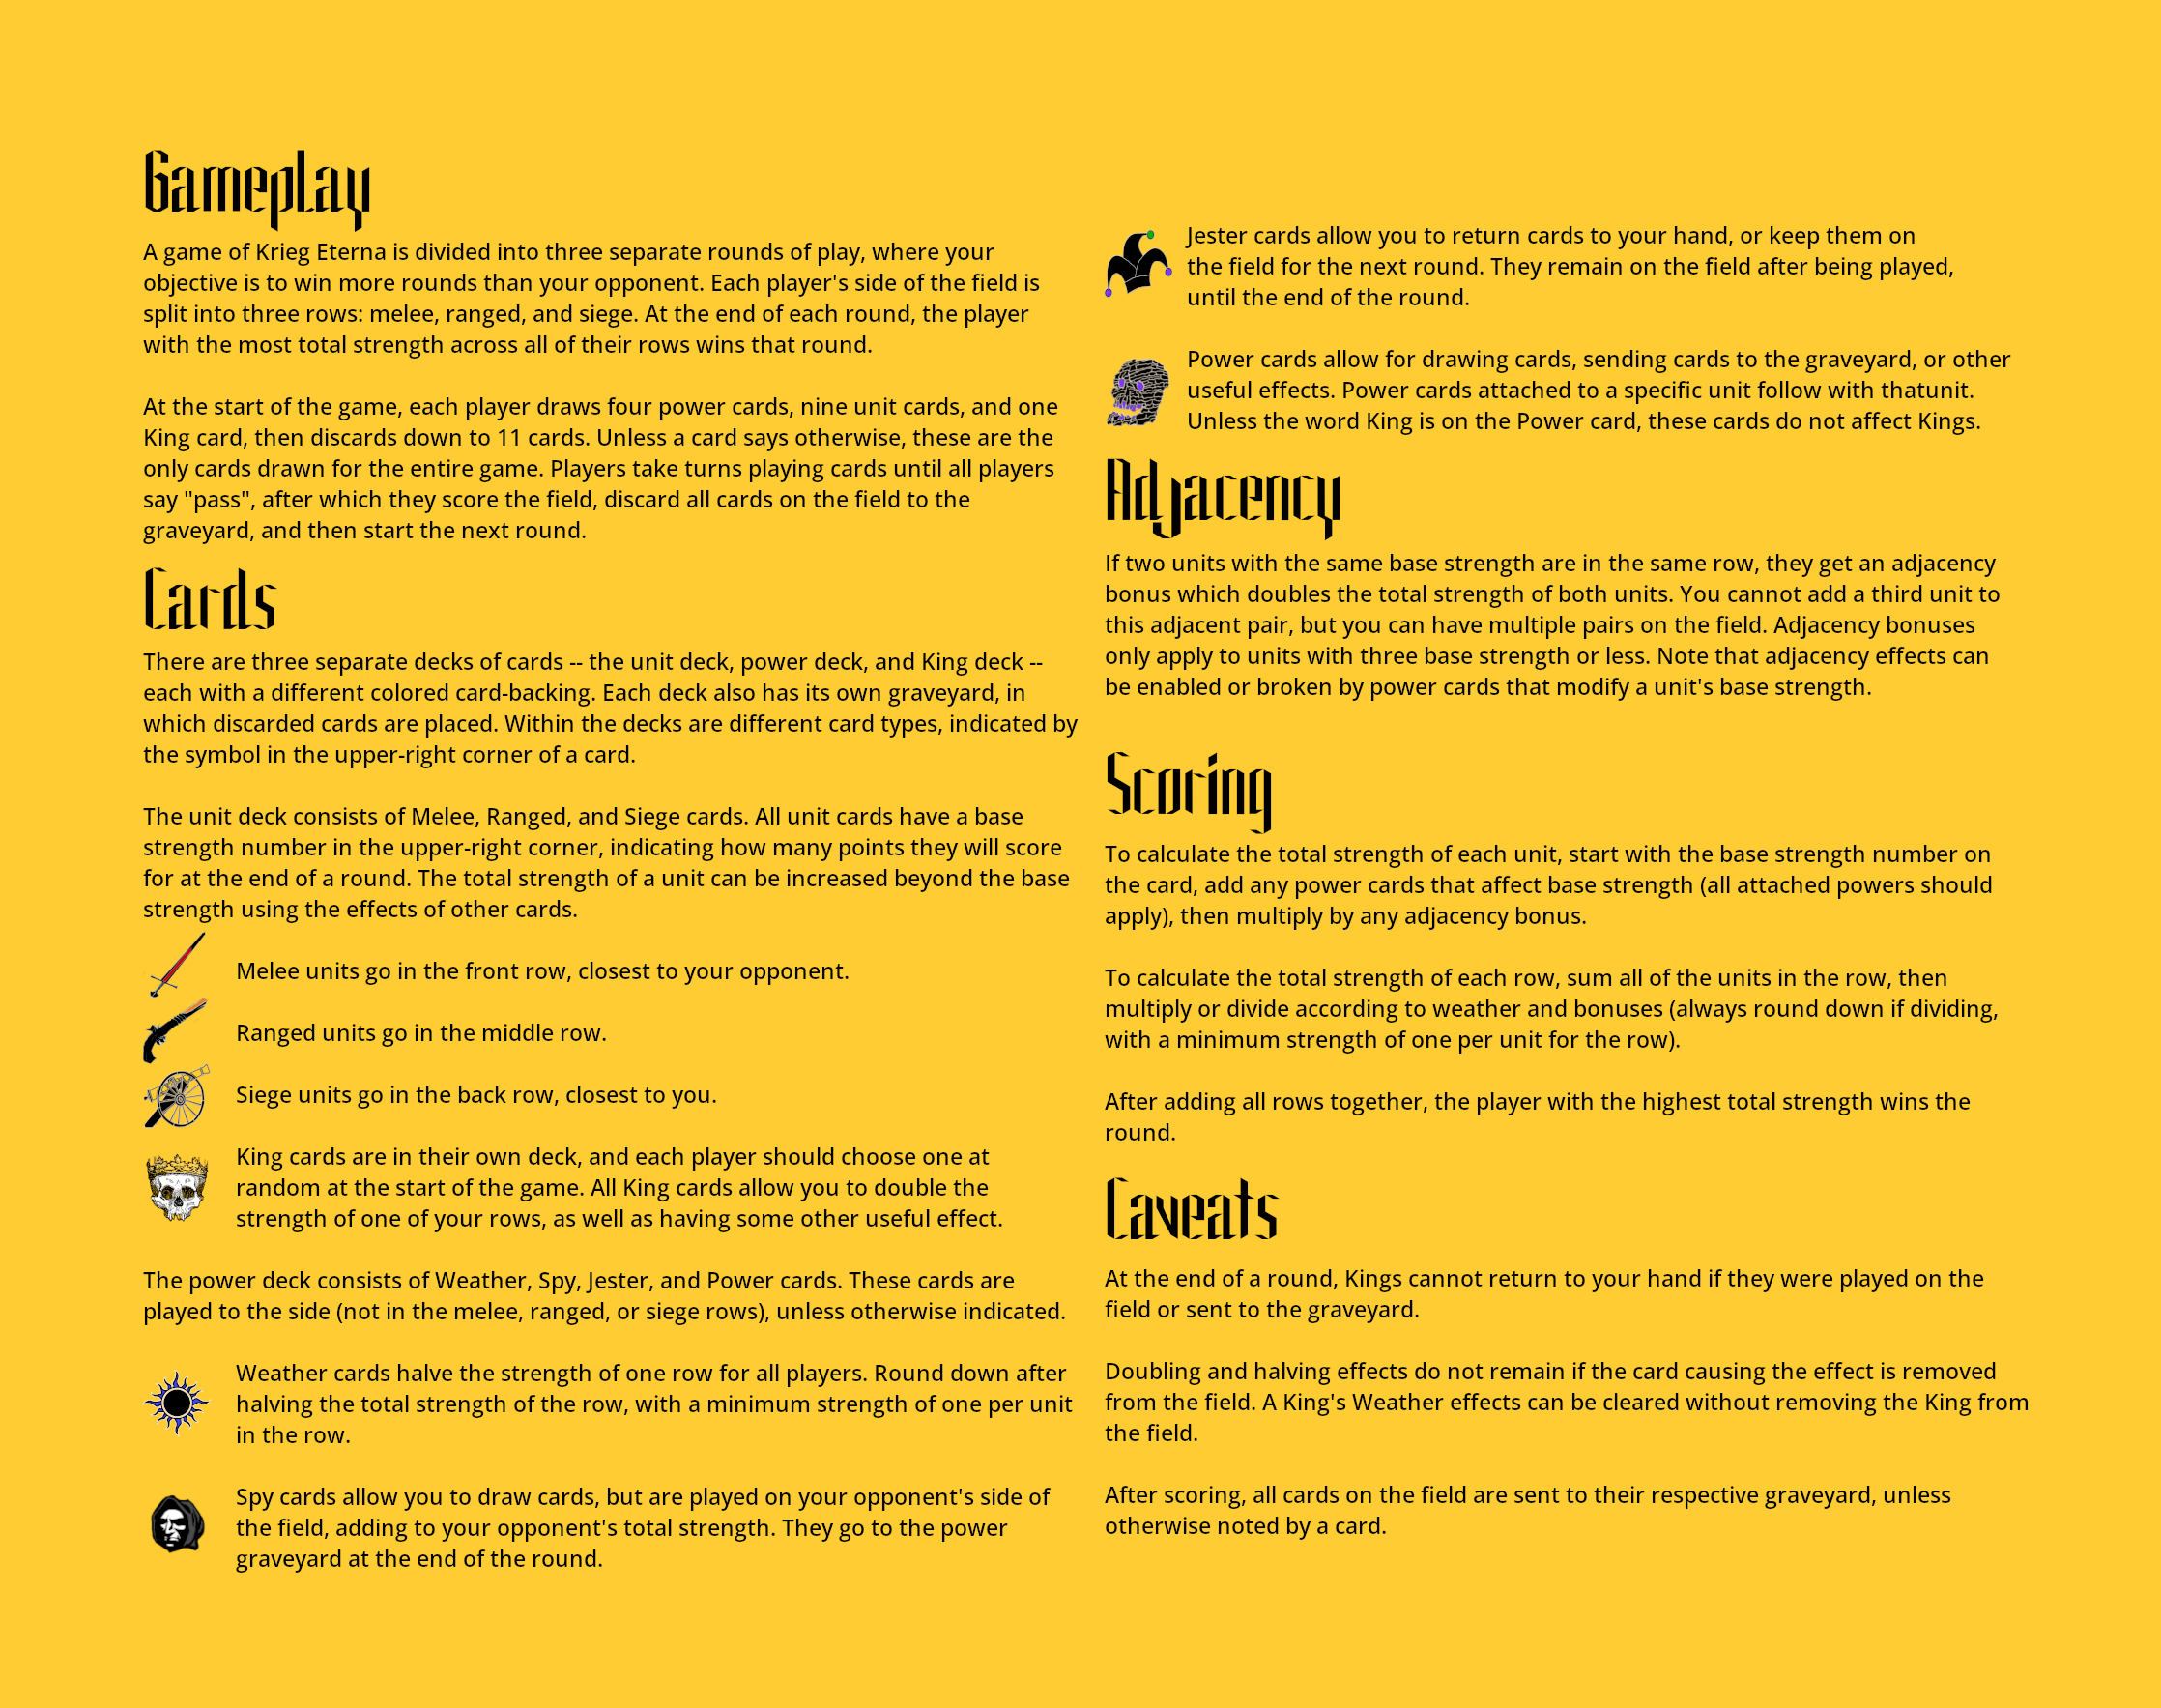 Gameplay
A game of Krieg Eterna is divided into three separate rounds of play, where your
objective is to win more rounds than your opponent. Each player's side of the field is
split into three rows: melee, ranged, and siege. At the end of each round, the player
with the most total strength across all of their rows wins that round.
At the start of the game, each player draws four power cards, nine unit cards, and one
King card, then discards down to 11 cards. Unless a card says otherwise, these are the
only cards drawn for the entire game. Players take turns playing cards until all players
say "pass", after which they score the field, discard all cards on the field to the
graveyard, and then start the next round.
Cards
There are three separate decks of cards -- the unit deck, power deck, and King deck --
each with a different colored card-backing. Each deck also has its own graveyard, in
which discarded cards are placed. Within the decks are different card types, indicated by
the symbol in the upper-right corner of a card.
The unit deck consists of Melee, Ranged, and Siege cards. All unit cards have a base
strength number in the upper-right corner, indicating how many points they will score
for at the end of a round. The total strength of a unit can be increased beyond the base
strength using the effects of other cards.
Melee units go in the front row, closest to your opponent.
Ranged units go in the middle row.
Siege units go in the back row, closest to you.
King cards are in their own deck, and each player should choose one at
random at the start of the game. All King cards allow you to double the
strength of one of your rows, as well as having some other useful effect.
The power deck consists of Weather, Spy, Jester, and Power cards. These cards are
played to the side (not in the melee, ranged, or siege rows), unless otherwise indicated.
Weather cards halve the strength of one row for all players. Round down after
halving the total strength of the row, with a minimum strength of one per unit
in the row.
Spy cards allow you to draw cards, but are played on your opponent's side of
the field, adding to your opponent's total strength. They go to the power
graveyard at the end of the round.
Jester cards allow you to return cards to your hand, or keep them on
the field for the next round. They remain on the field after being played,
until the end of the round.
Power cards allow for drawing cards, sending cards to the graveyard, or other
useful effects. Power cards attached to a specific unit follow with thatunit.
Unless the word King is on the Power card, these cards do not affect Kings.
Adjacency
If two units with the same base strength are in the same row, they get an adjacency
bonus which doubles the total strength of both units. You cannot add a third unit to
this adjacent pair, but you can have multiple pairs on the field. Adjacency bonuses
only apply to units with three base strength or less. Note that adjacency effects can
be enabled or broken by power cards that modify a unit's base strength.
Scoring
To calculate the total strength of each unit, start with the base strength number on
the card, add any power cards that affect base strength (all attached powers should
apply), then multiply by any adjacency bonus.
To calculate the total strength of each row, sum all of the units in the row, then
multiply or divide according to weather and bonuses (always round down if dividing,
with a minimum strength of one per unit for the row).
After adding all rows together, the player with the highest total strength wins the
round.
Caveats
At the end of a round, Kings cannot return to your hand if they were played on the
field or sent to the graveyard.
Doubling and halving effects do not remain if the card causing the effect is removed
from the field. A King's Weather effects can be cleared without removing the King from
the field.
After scoring, all cards on the field are sent to their respective graveyard, unless
otherwise noted by a card.